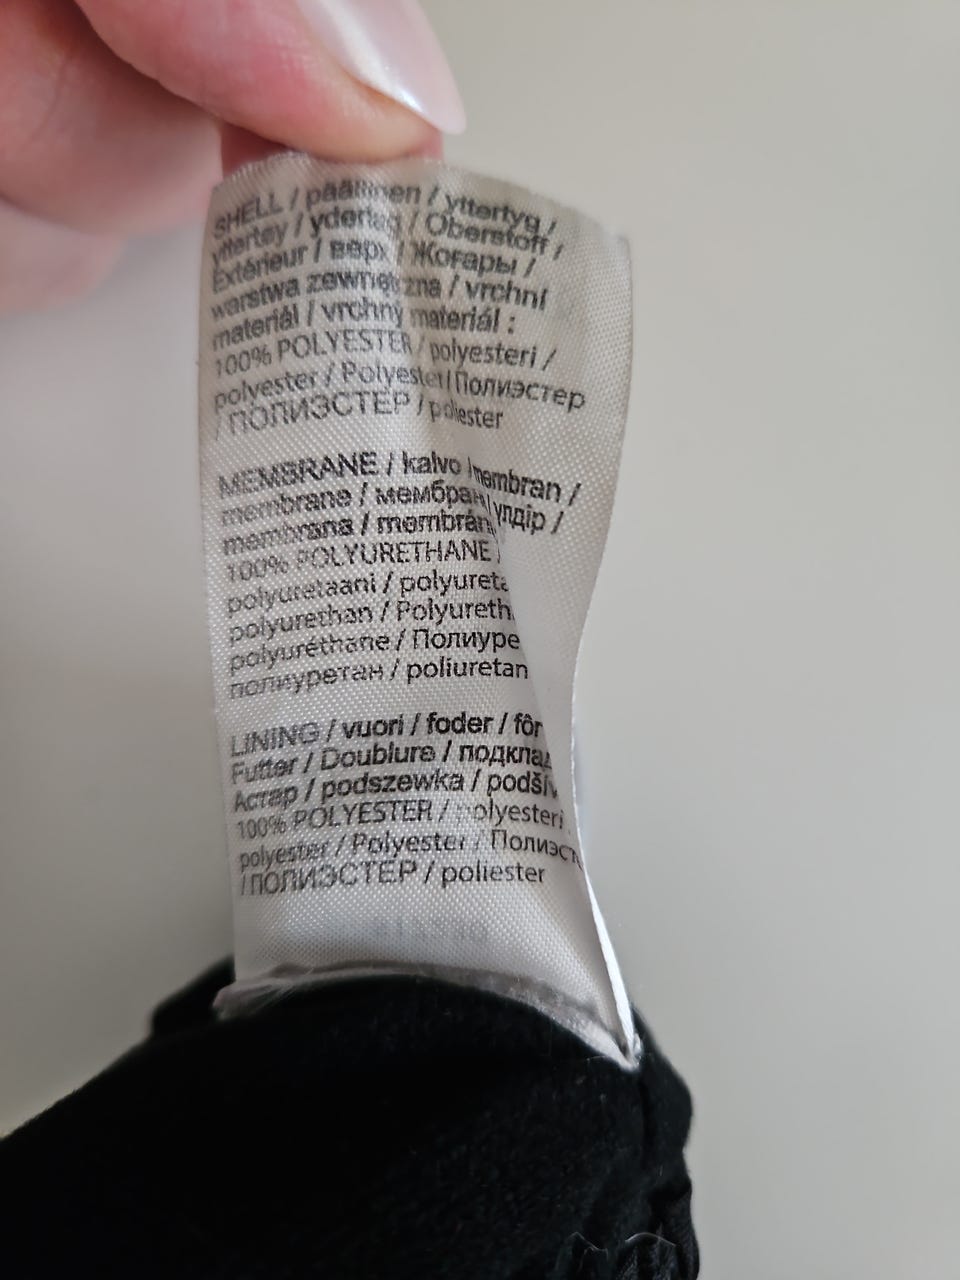 SHELL / päällinen / yttertyg /
yttertøy / yderlag / Oberstoff /
Extérieur / верх / Жоғары /
warstwa zewnętrzna / vrchní
materiál / vrchný materiál :
100% POLYESTER / polyesteri /
polyester / Polyester / Полиэстер
/ ПОЛИЭСТЕР / poliester
MEMBRANE / kalvo / membran /
membrane / мембрана / үлдір /
membrana / membrán
100% POLYURETHANE /
polyuretaani / polyureta
polyurethan / Polyureth
polyuréthane / Полиуре
полиуретан / poliuretan
LINING / vuori / foder / fôr
Futter / Doublure / подклад
Астар / podszewka / podšív
100% POLYESTER / polyesteri
polyester / Polyester / Полиэст
/ ПОЛИЭСТЕР / poliester